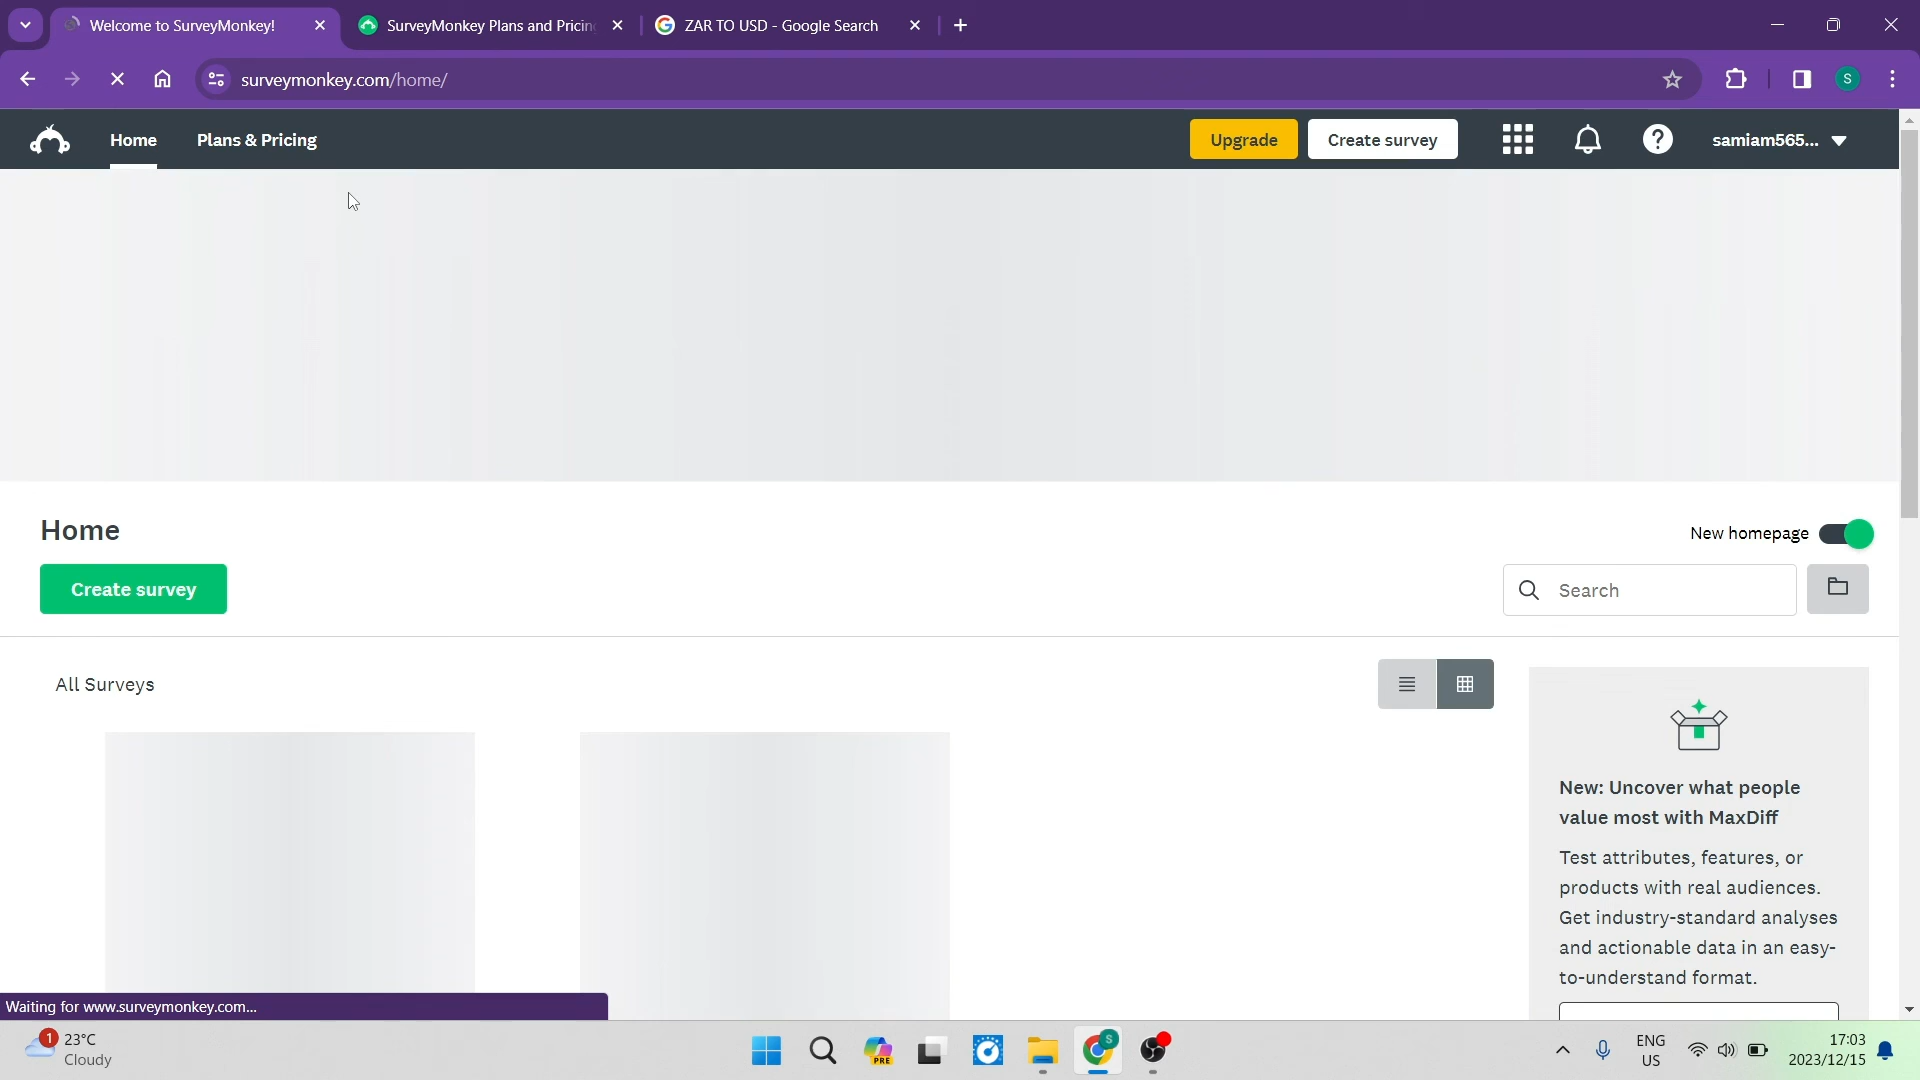 Welcome to SurveyMonkey!
SurveyMonkey Plans and Pricin
ZAR TO USD - Google Search
surveymonkey.com/home/
S
Home
Plans & Pricing
Upgrade
Create survey
samiam565...
Home
New homepage
Create survey
Search
All Surveys
New: Uncover what people
value most with MaxDiff
Test attributes, features, or
products with real audiences.
Get industry-standard analyses
and actionable data in an easy-
to-understand format.
Waiting for www.surveymonkey.com...
1
23°C
Cloudy
PRE
S
ENG
US
17:03
2023/12/15